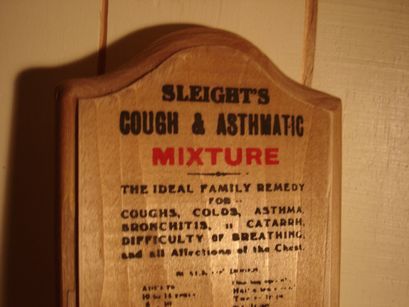 SLEIGHT'S
COUGH & ASTHMATIC
MIXTURE
THE IDEAL FAMILY REMEDY
FOR
COUGHS, COLDS, ASTHMA,
BRONCHITIS, CATARRH,
DIFFICULTY OF BREATHING,
and all Affections of the Chest.